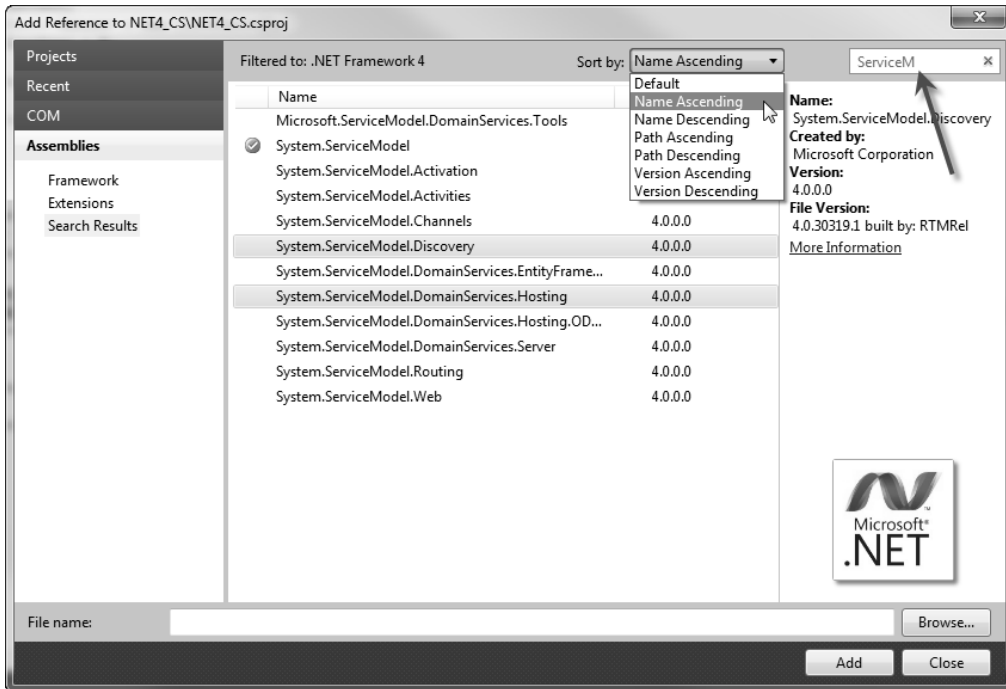 Add Reference to NET4_CS\NET4_CS.csproj
Projects
Recent
COM
Assemblies
Framework
Extensions
Search Results
Filtered to: .NET Framework 4
Sort by: Name Ascending
Default
Name Ascending
Name Descending
Path Ascending
Path Descending
Version Ascending
Version Descending
ServiceM
Name
Microsoft.ServiceModel.DomainServices.Tools
System.ServiceModel
System.ServiceModel.Activation
System.ServiceModel.Activities
System.ServiceModel.Channels 4.0.0.0
System.ServiceModel.Discovery 4.0.0.0
System.ServiceModel.DomainServices.EntityFrame... 4.0.0.0
System.ServiceModel.DomainServices.Hosting 4.0.0.0
System.ServiceModel.DomainServices.Hosting.OD... 4.0.0.0
System.ServiceModel.DomainServices.Server 4.0.0.0
System.ServiceModel.Routing 4.0.0.0
System.ServiceModel.Web 4.0.0.0
Name:
System.ServiceModel.Discovery
Created by:
Microsoft Corporation
Version:
4.0.0.0
File Version:
4.0.30319.1 built by: RTMRel
More Information
Microsoft®
.NET
File name:
Browse...
Add
Close